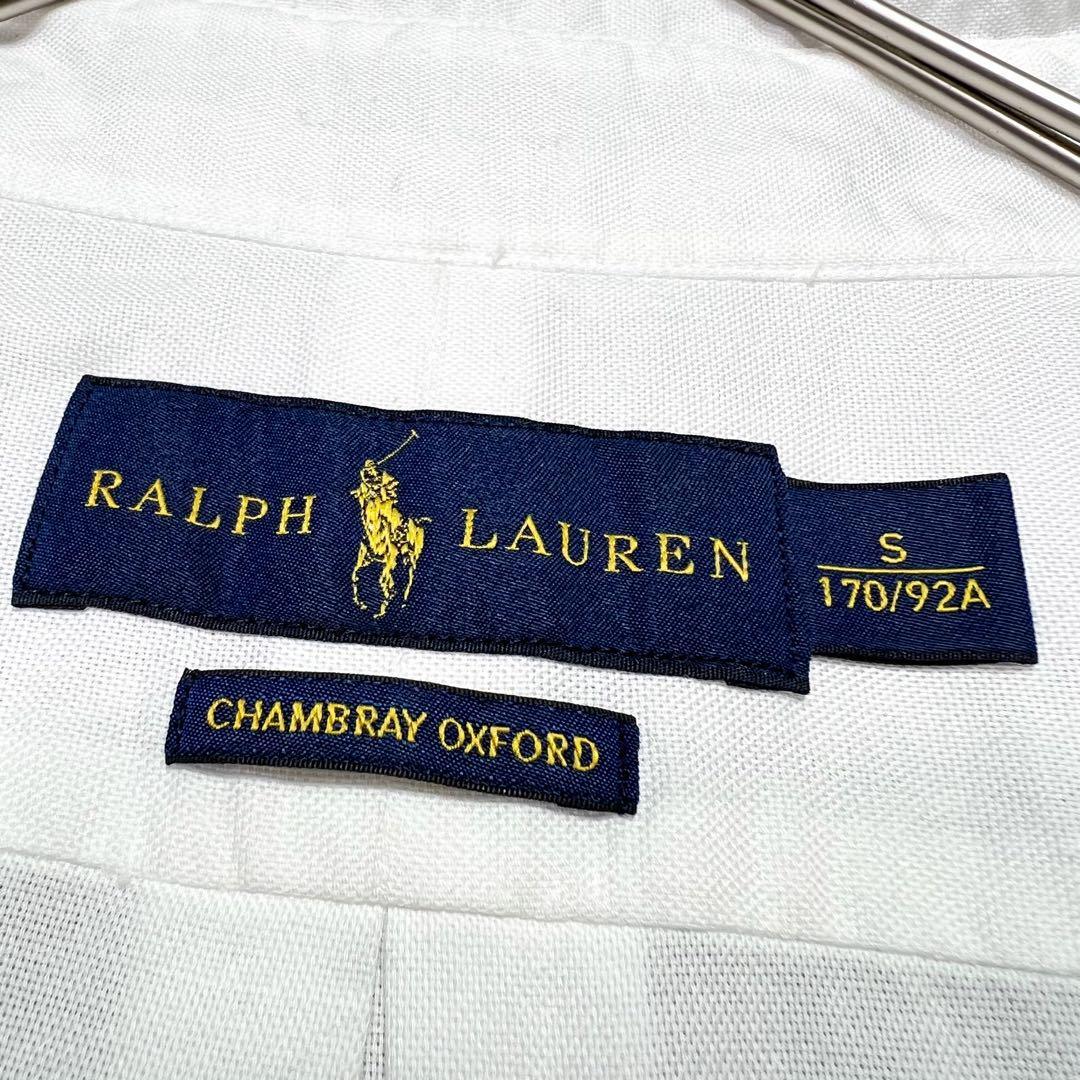 RALPH LAUREN
S
170/92A
CHAMBRAY OXFORD